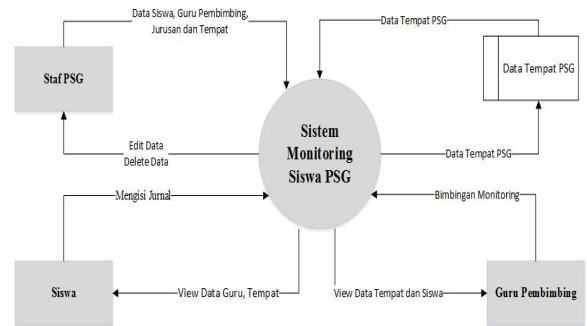 Data Siswa, Guru Pembimbing,
Jurusan dan Tempat
Data Tempat PSG
Staf PSG
Data Tempat PSG
Sistem
Monitoring
Siswa PSG
Edit Data
Delete Data
Data Tempat PSG
Mengisi Jurnal
Bimbingan Monitoring
Siswa
View Data Guru, Tempat
View Data Tempat dan Siswa
Guru Pembimbing